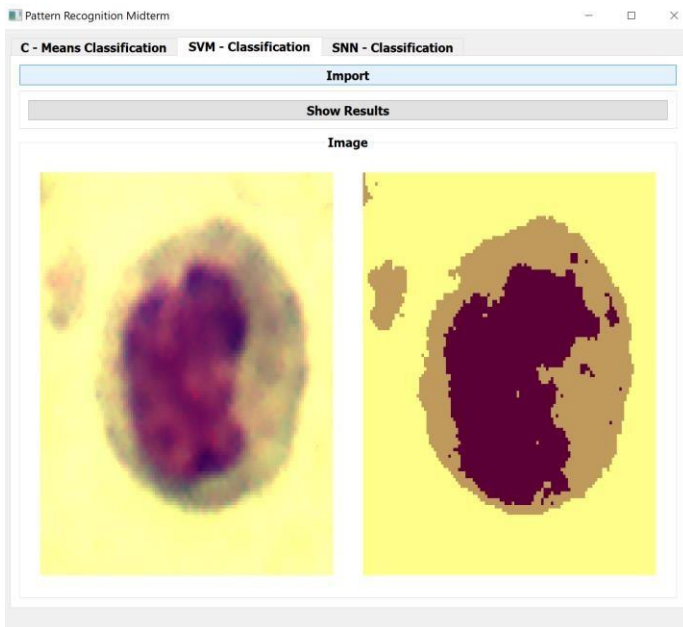 Pattern Recognition Midterm
C - Means Classification SVM - Classification SNN - Classification
Import
Show Results
Image